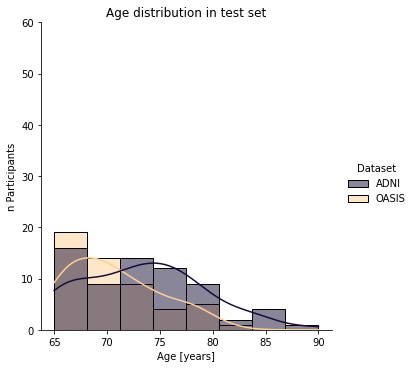 Age distribution in test set
60
50
40
30
20
10
0
n Participants
65 70 75 80 85 90
Age [years]
Dataset
ADNI
OASIS